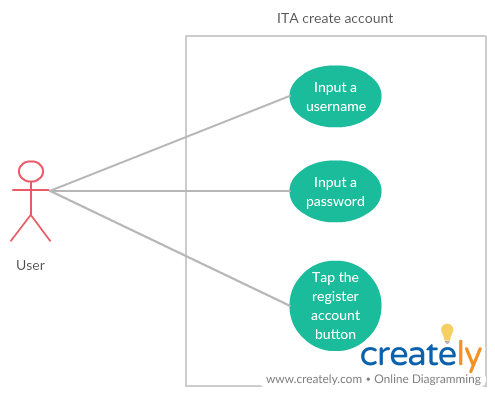 ITA create account
Input a
username
Input a
password
User
Tap the
register
account
button
creately
www.creately.com • Online Diagramming